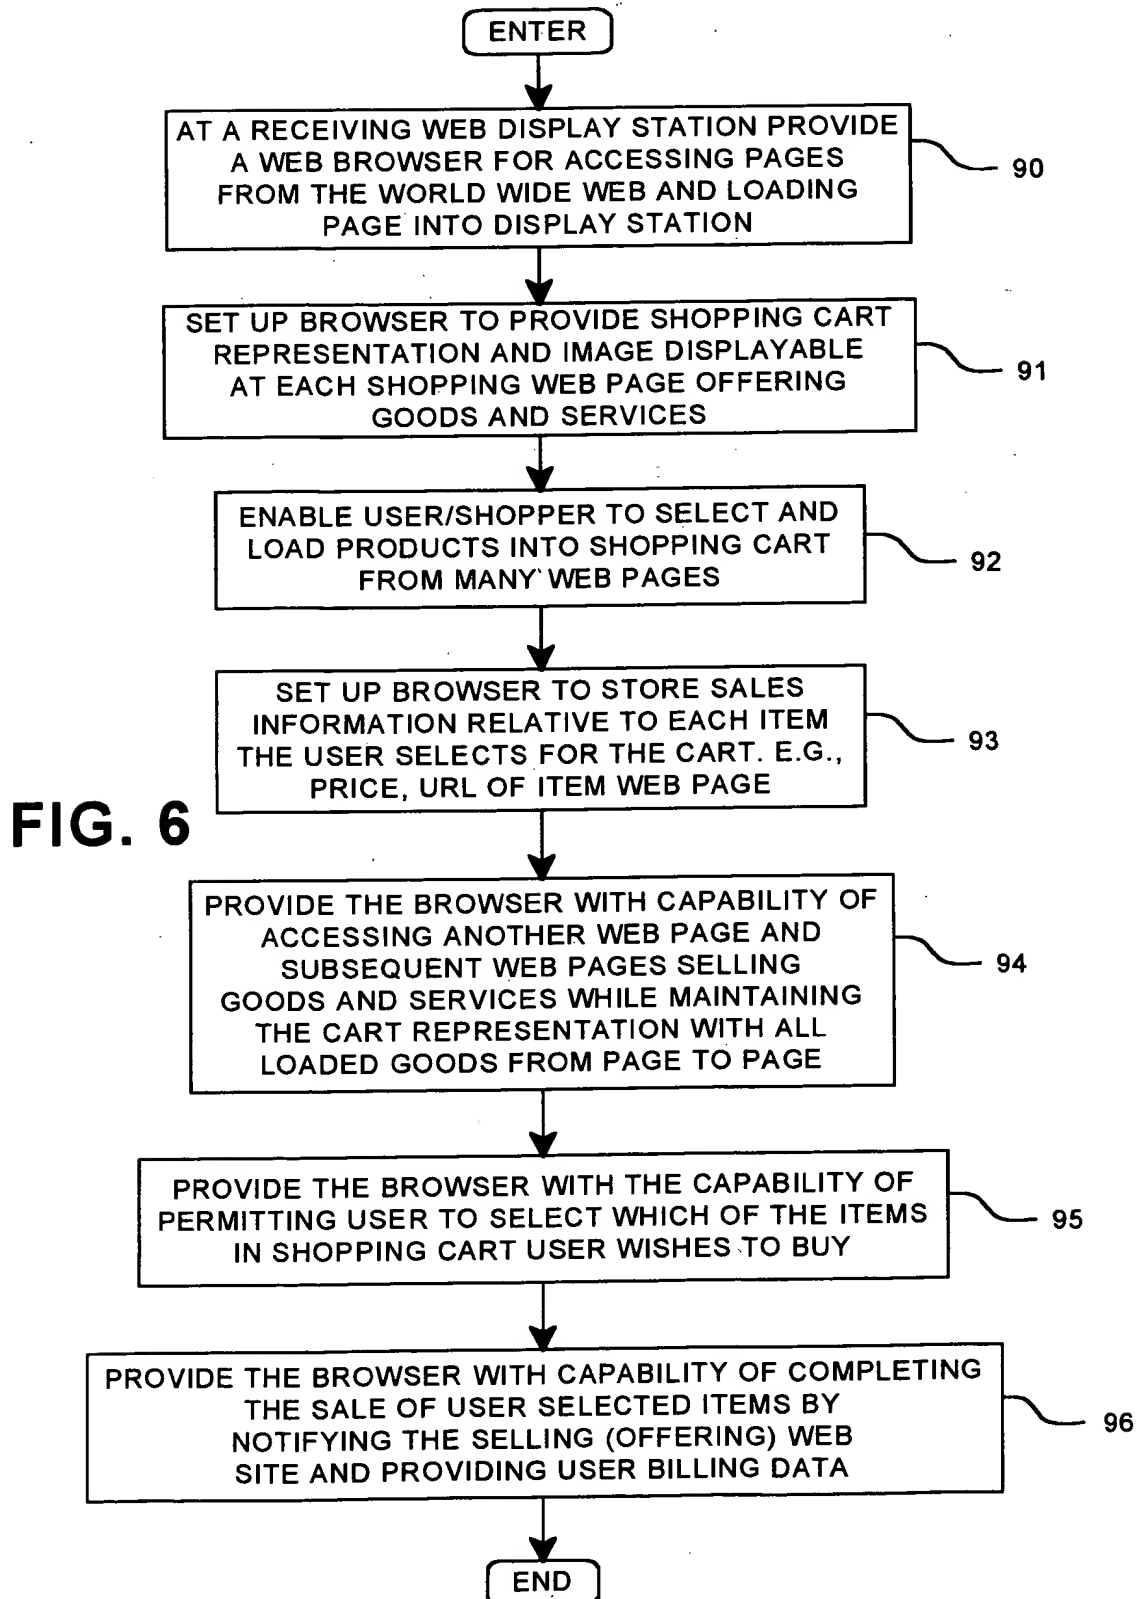 ENTER
AT A RECEIVING WEB DISPLAY STATION PROVIDE
A WEB BROWSER FOR ACCESSING PAGES
FROM THE WORLD WIDE WEB AND LOADING
PAGE INTO DISPLAY STATION
90
SET UP BROWSER TO PROVIDE SHOPPING CART
REPRESENTATION AND IMAGE DISPLAYABLE
AT EACH SHOPPING WEB PAGE OFFERING
GOODS AND SERVICES
91
ENABLE USER/SHOPPER TO SELECT AND
LOAD PRODUCTS INTO SHOPPING CART
FROM MANY WEB PAGES
92
SET UP BROWSER TO STORE SALES
INFORMATION RELATIVE TO EACH ITEM
THE USER SELECTS FOR THE CART. E.G.,
PRICE, URL OF ITEM WEB PAGE
93
FIG. 6
PROVIDE THE BROWSER WITH CAPABILITY OF
ACCESSING ANOTHER WEB PAGE AND
SUBSEQUENT WEB PAGES SELLING
GOODS AND SERVICES WHILE MAINTAINING
THE CART REPRESENTATION WITH ALL
LOADED GOODS FROM PAGE TO PAGE
94
PROVIDE THE BROWSER WITH THE CAPABILITY OF
PERMITTING USER TO SELECT WHICH OF THE ITEMS
IN SHOPPING CART USER WISHES TO BUY
95
PROVIDE THE BROWSER WITH CAPABILITY OF COMPLETING
THE SALE OF USER SELECTED ITEMS BY
NOTIFYING THE SELLING (OFFERING) WEB
SITE AND PROVIDING USER BILLING DATA
96
END